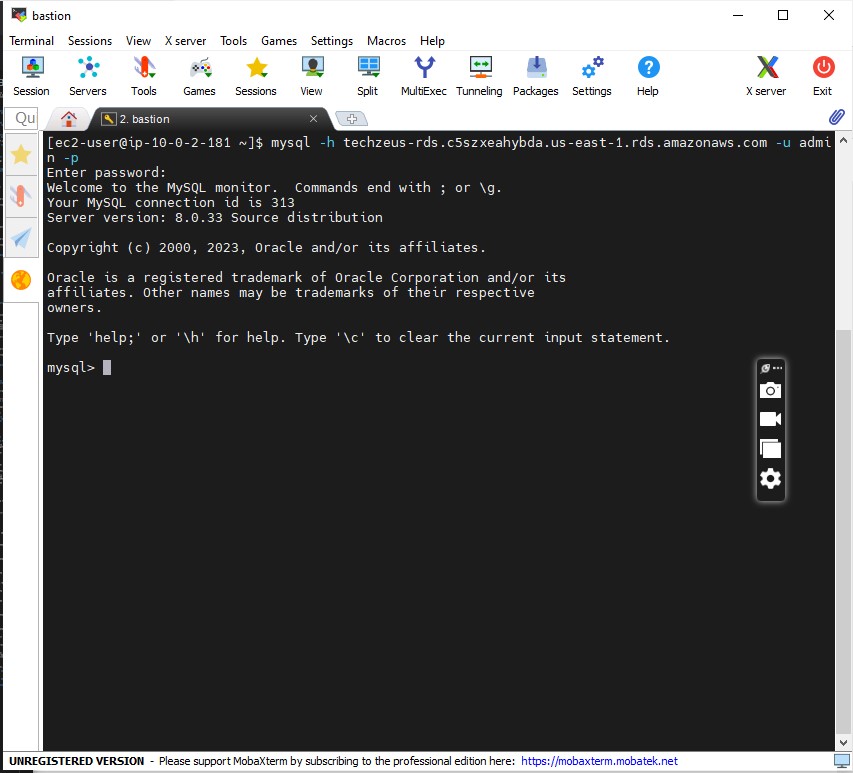 bastion
Terminal Sessions View X server Tools Games Settings Macros Help
Session Servers Tools Games Sessions View Split MultiExec Tunneling Packages Settings Help X server Exit
Qu 2. bastion
[ec2-user@ip-10-0-2-181 ~]$ mysql -h techzeus-rds.c5szxeahybda.us-east-1.rds.amazonaws.com -u admi
n -p
Enter password:
Welcome to the MySQL monitor.  Commands end with ; or \g.
Your MySQL connection id is 313
Server version: 8.0.33 Source distribution
Copyright (c) 2000, 2023, Oracle and/or its affiliates.
Oracle is a registered trademark of Oracle Corporation and/or its
affiliates. Other names may be trademarks of their respective
owners.
Type 'help;' or '\h' for help. Type '\c' to clear the current input statement.
mysql>
UNREGISTERED VERSION - Please support MobaXterm by subscribing to the professional edition here: https://mobaxterm.mobatek.net